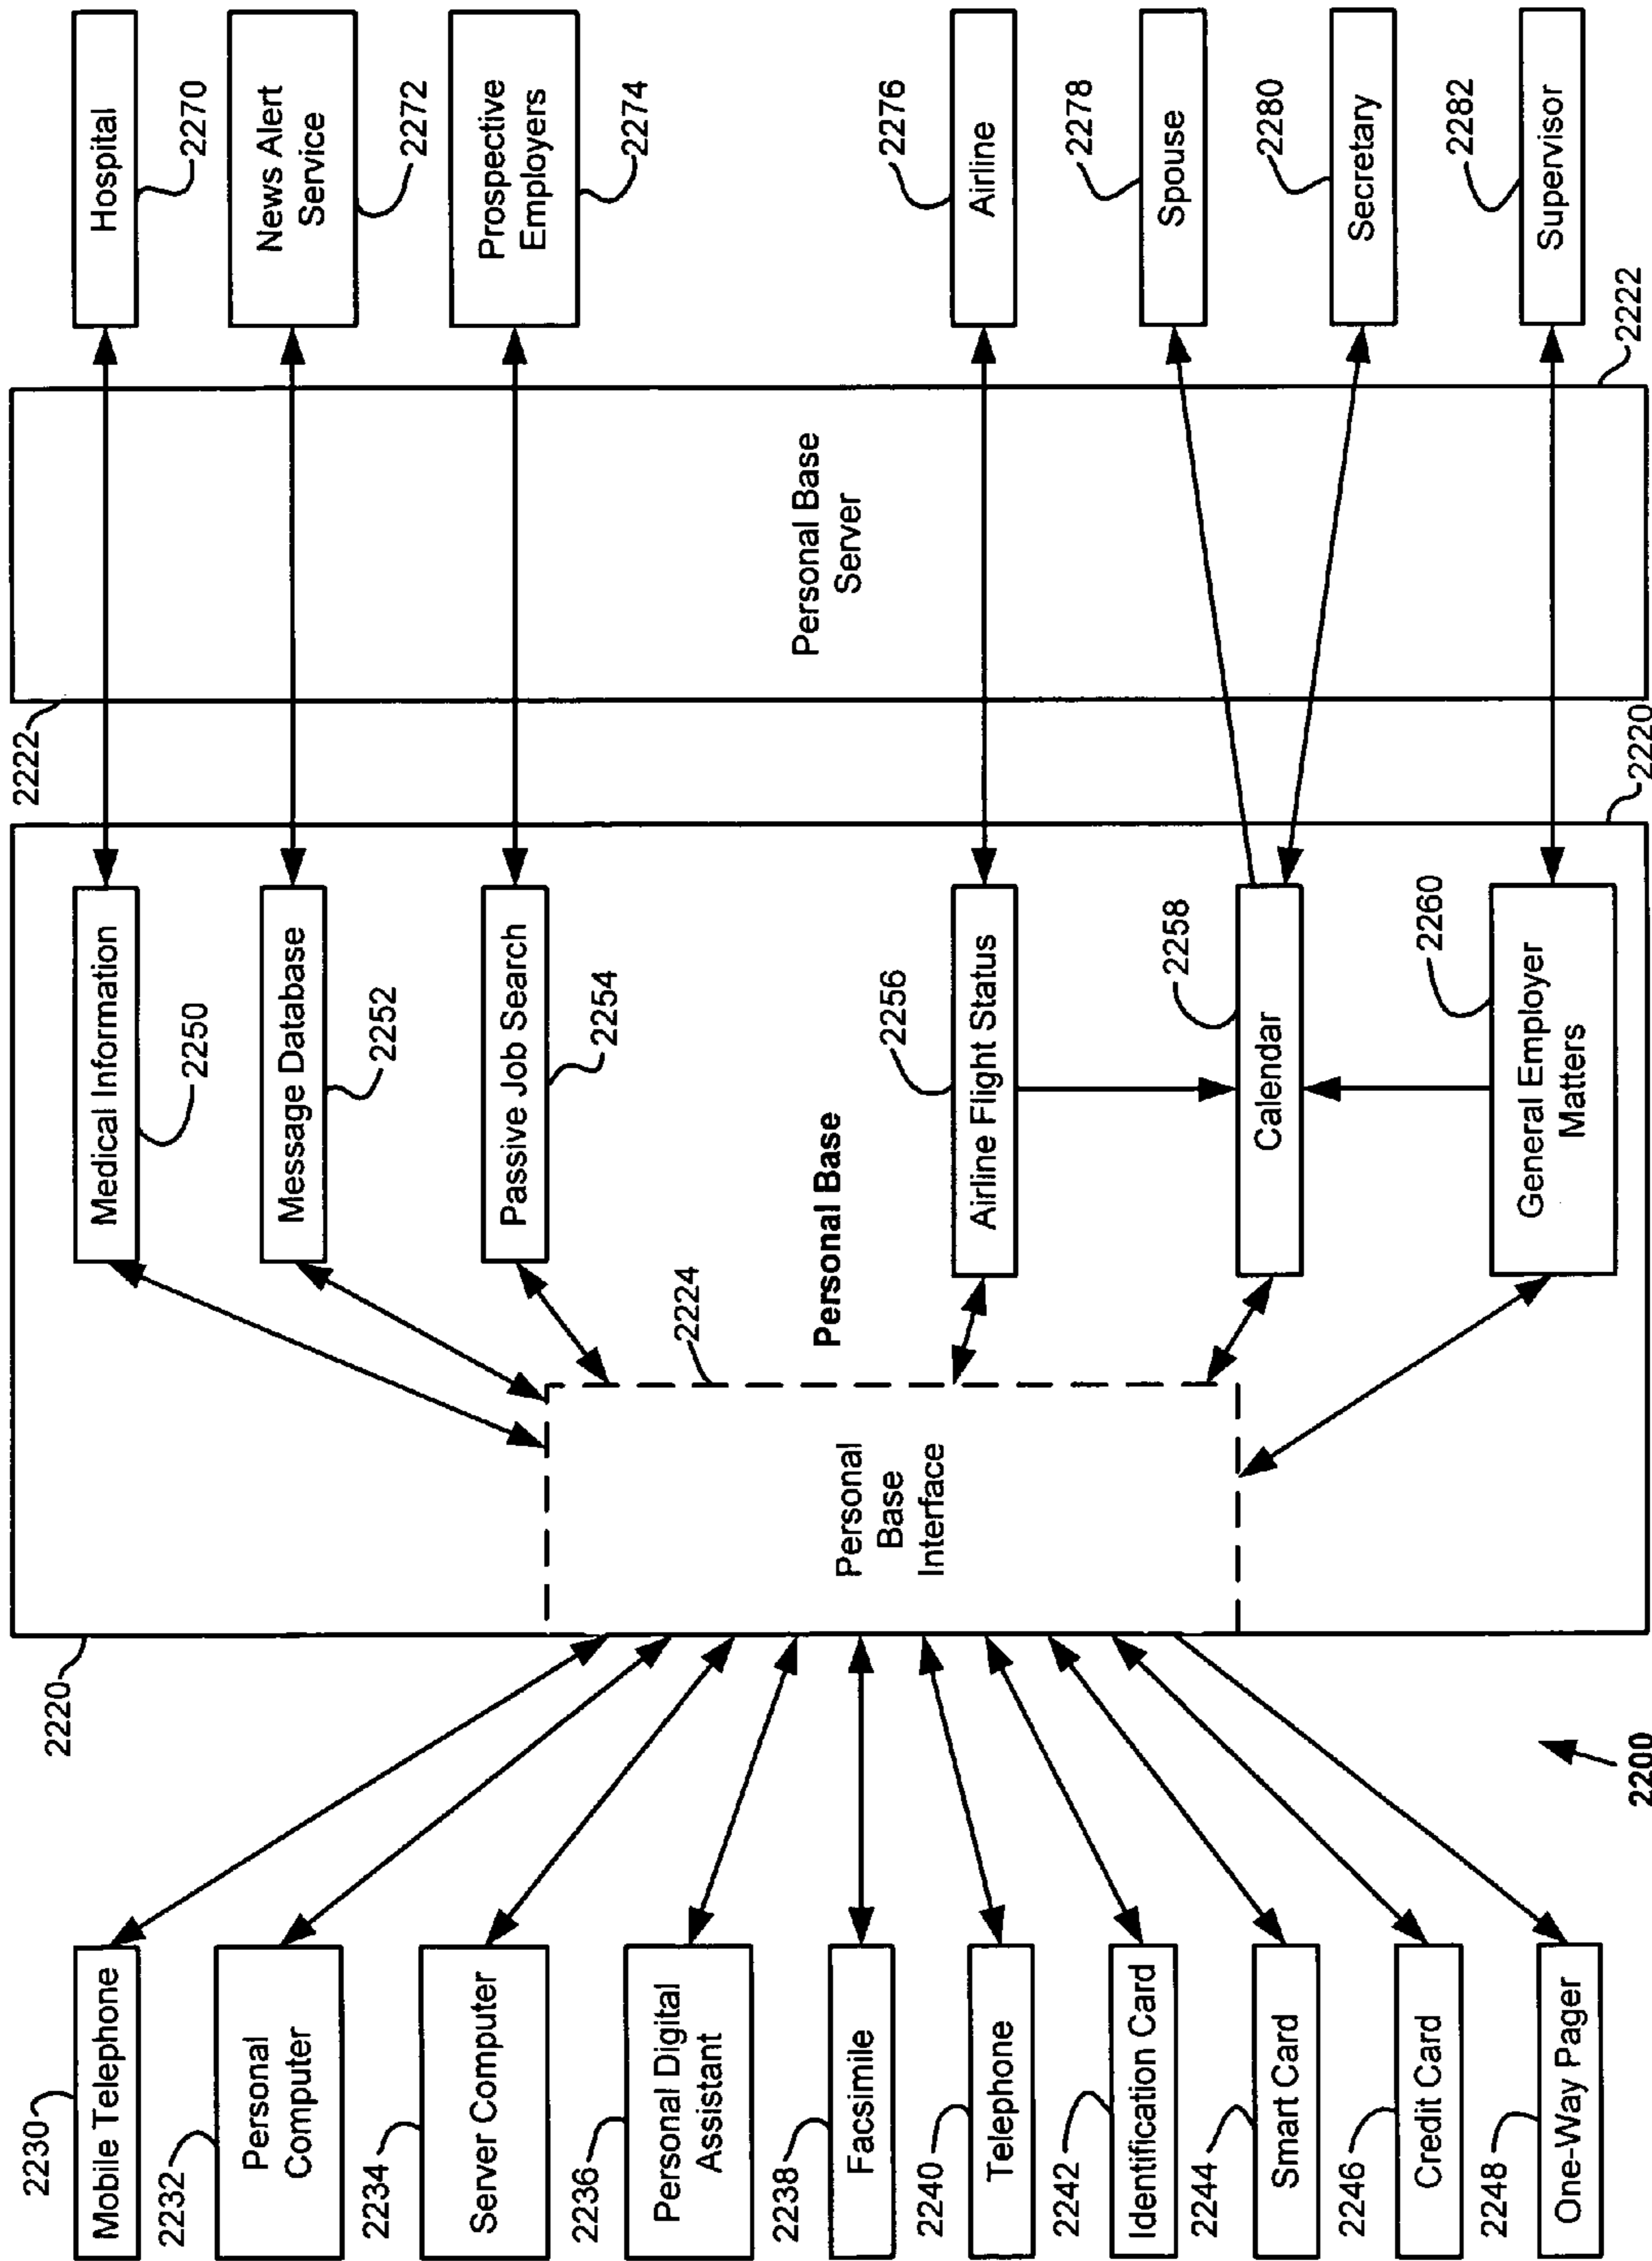 2230
Mobile Telephone
2232
Personal
Computer
2234
Server Computer
2236
Personal Digital
Assistant
2238
Facsimile
2240
Telephone
2242
Identification Card
2244
Smart Card
2246
Credit Card
2248
One-Way Pager
2200
2220
2220
Personal
Base
Interface
2224
Personal Base
Medical Information
2250
Message Database
2252
Passive Job Search
2254
2256
Airline Flight Status
2258
Calendar
2260
General Employer
Matters
2222
2222
Personal Base
Server
Hospital
2270
News Alert
Service
2272
Prospective
Employers
2274
2276
Airline
2278
Spouse
2280
Secretary
2282
Supervisor